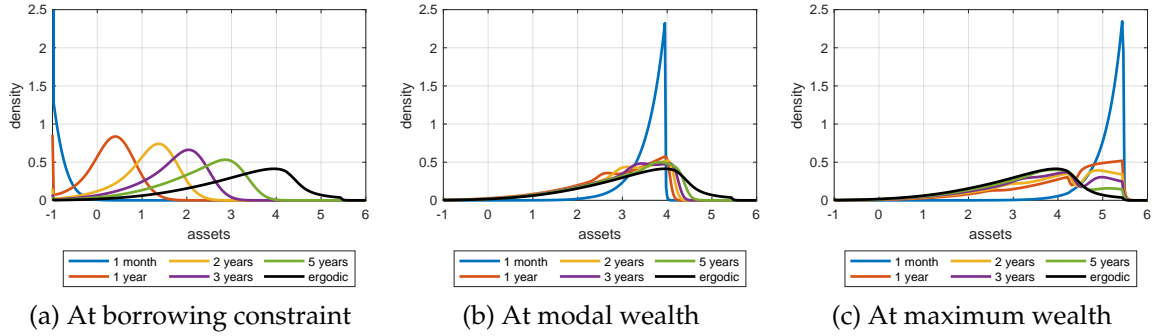 2.5
2
1.5
1
0.5
0
density
-1 0 1 2 3 4 5 6
assets
1 month 2 years 5 years
1 year 3 years ergodic
(a) At borrowing constraint
2.5
2
1.5
1
0.5
0
density
-1 0 1 2 3 4 5 6
assets
1 month 2 years 5 years
1 year 3 years ergodic
(b) At modal wealth
2.5
2
1.5
1
0.5
0
density
-1 0 1 2 3 4 5 6
assets
1 month 2 years 5 years
1 year 3 years ergodic
(c) At maximum wealth